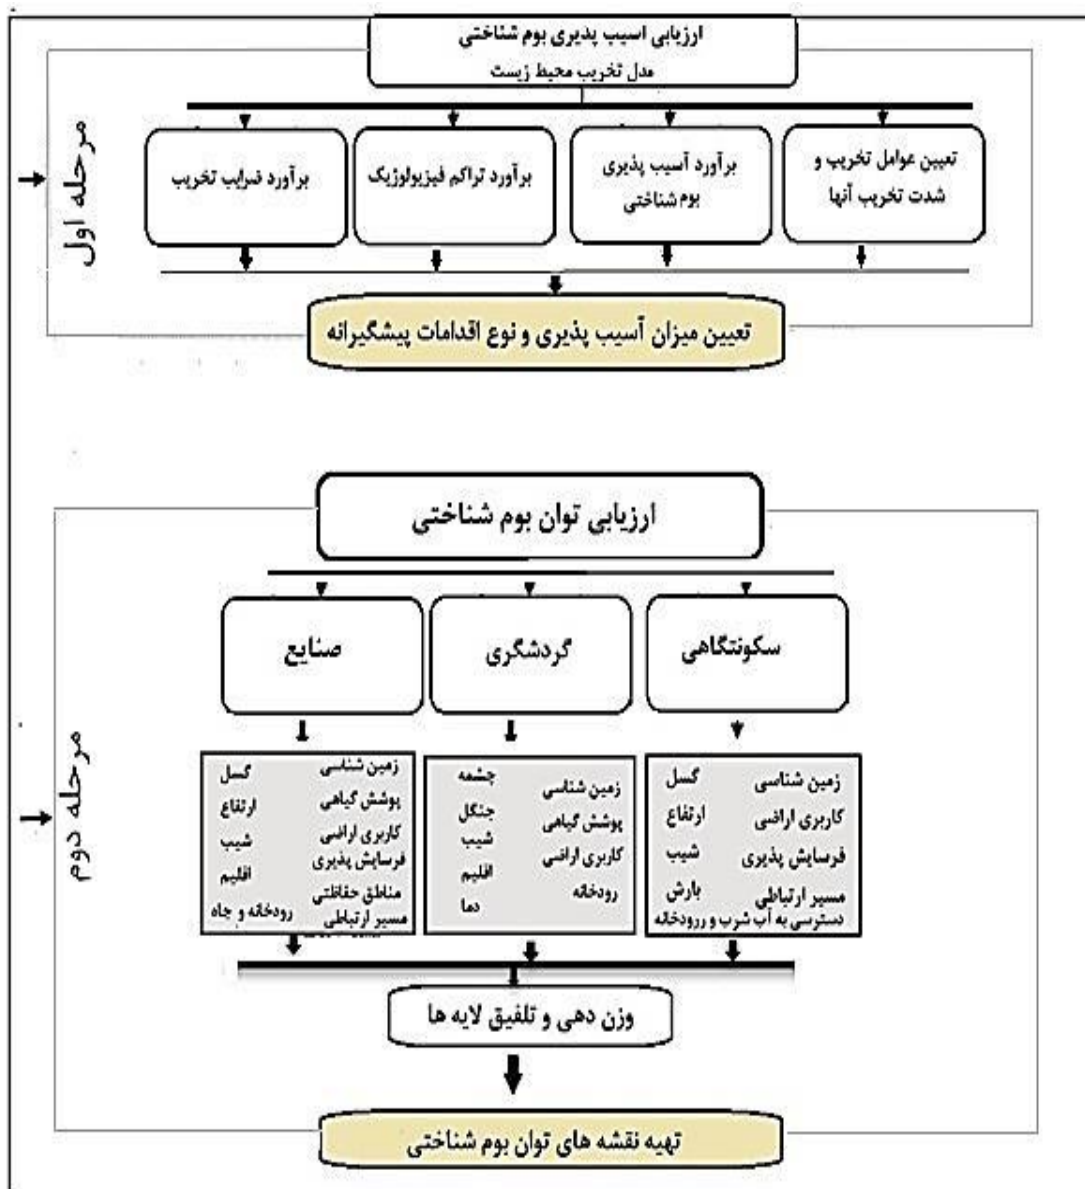 ارزیابی اسیب پذیری بوم شناختی
مدل تخریب محیط زیست
مرحله اول
تعیین عوامل تخریب و
شدت تخریب آنها
برآورد آسیب پذیری
بوم شناختی
برآورد تراکم فیزیولوژیک
برآورد ضرایب تخریب
تعیین میزان آسیب پذیری و نوع اقدامات پیشگیرانه
مرحله دوم
ارزیابی توان بوم شناختی
سکونتگاهی
گردشگری
صنایع
زمین شناسی
کاربری اراضی
فرسایش پذیری
مسیر ارتباطی
گسل
ارتفاع
شیب
بارش
دسترسی به آب شرب و ررودخانه
زمین شناسی
پوشش گیاهی
کاربری اراضی
رودخانه
چشمه
جنگل
شیب
اقلیم
دما
زمین شناسی
پوشش گیاهی
کاربری اراضی
فرسایش پذیری
مناطق حفاظتی
مسیر ارتباطی
گسل
ارتفاع
شیب
اقلیم
رودخانه و چاه
وزن دهی و تلفیق لایه ها
تهیه نقشه های توان بوم شناختی